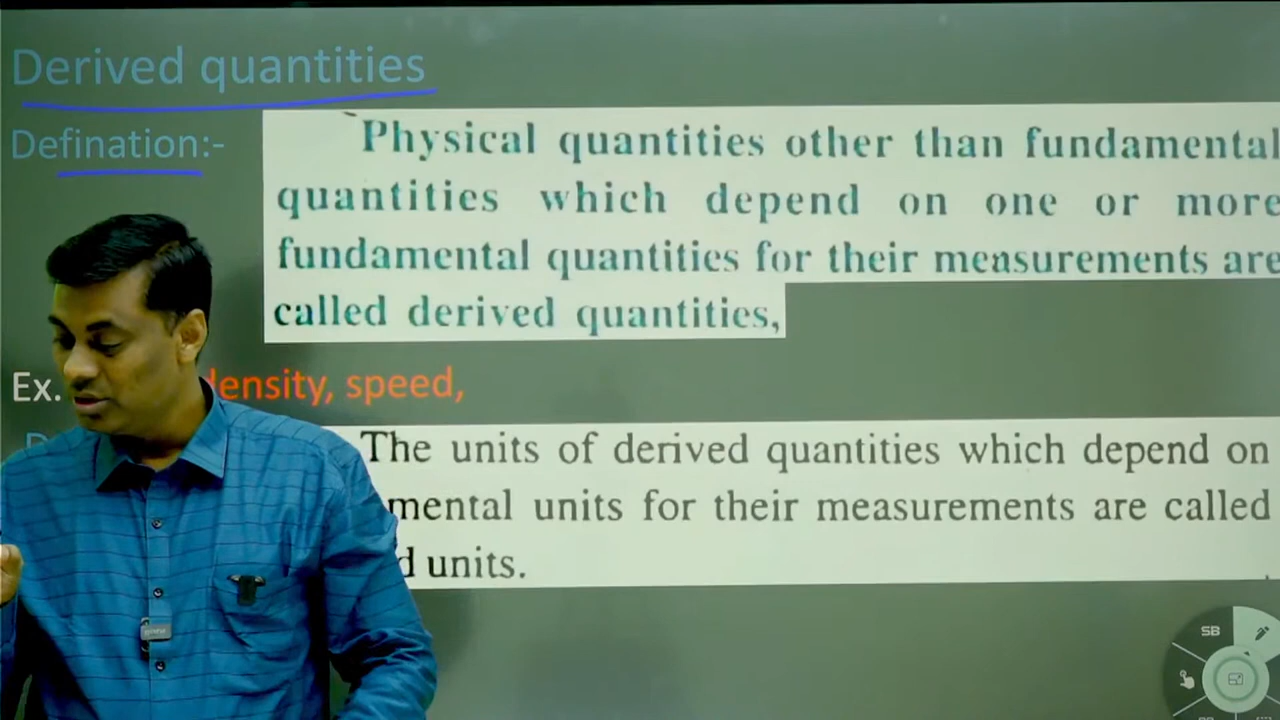 Derived quantities
Defination:-
Physical quantities other than fundamental
quantities which depend on one or more
fundamental quantities for their measurements are
called derived quantities,
Ex. density, speed,
The units of derived quantities which depend on
mental units for their measurements are called
d units.
SB